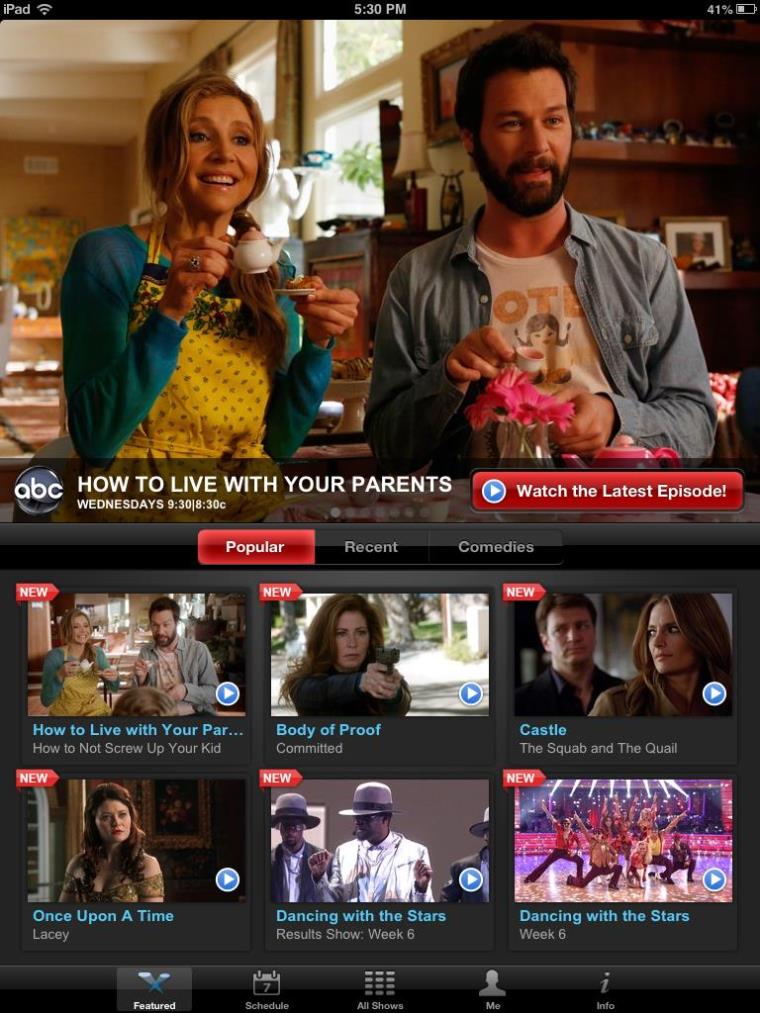 iPad
5:30 PM
41%
OT
abc
HOW TO LIVE WITH YOUR PARENTS
WEDNESDAYS 9:30|8:30c
Watch the Latest Episode!
Popular
Recent
Comedies
NEW
NEW
NEW
How to Live with Your Par...
How to Not Screw Up Your Kid
Body of Proof
Committed
Castle
The Squab and The Quail
NEW
NEW
NEW
Once Upon A Time
Lacey
Dancing with the Stars
Results Show: Week 6
Dancing with the Stars
Week 6
Featured
7
Schedule
All Shows
Me
i
Info